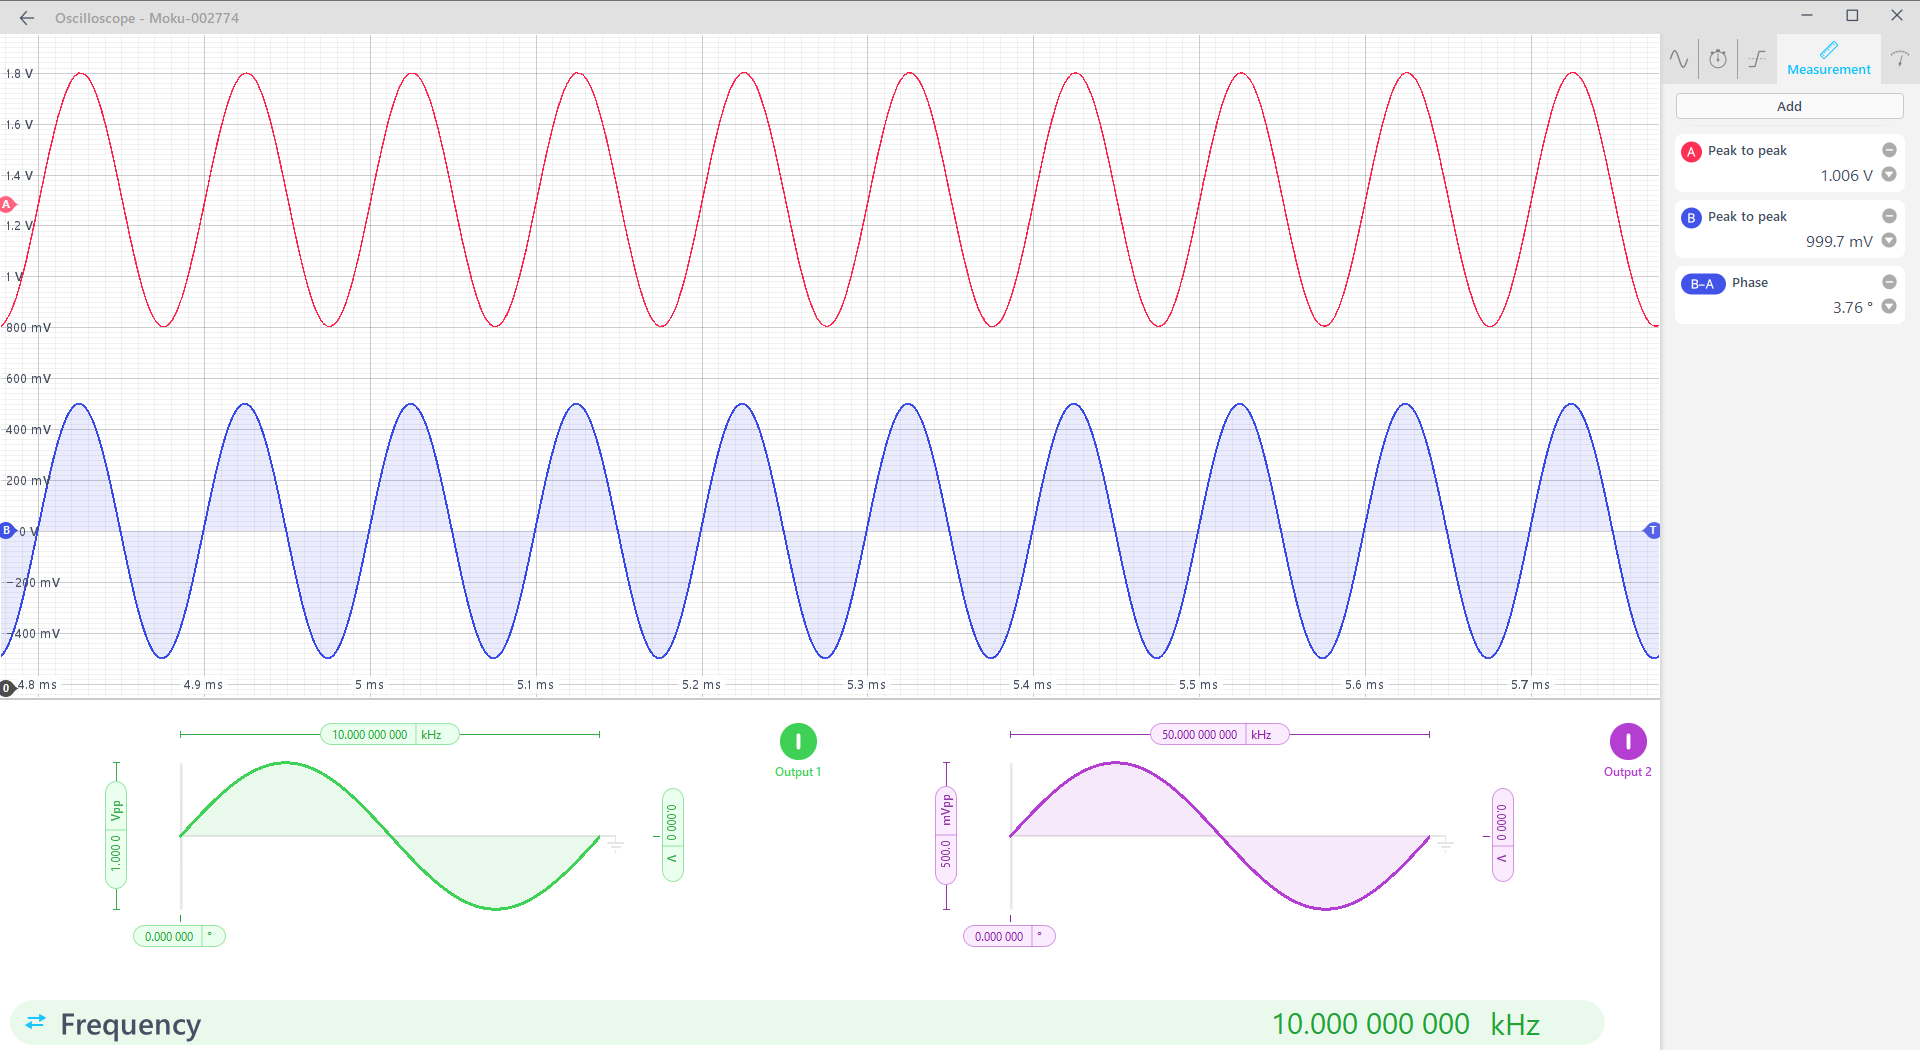 Oscilloscope - Moku-002774
Measurement
Add
A Peak to peak
1.006 V
B Peak to peak
999.7 mV
B-A Phase
3.76 °
1.8 V
1.6 V
1.4 V
A
1.2 V
1 V
800 mV
600 mV
400 mV
200 mV
B 0 V
T
-200 mV
-400 mV
0 4.8 ms 4.9 ms 5 ms 5.1 ms 5.2 ms 5.3 ms 5.4 ms 5.5 ms 5.6 ms 5.7 ms
10.000 000 000 kHz
Output 1
1.000 0 Vpp
0.000 0 V
0.000 000 °
50.000 000 000 kHz
Output 2
500.0 mVpp
0.000 0 V
0.000 000 °
Frequency 10.000 000 000 kHz